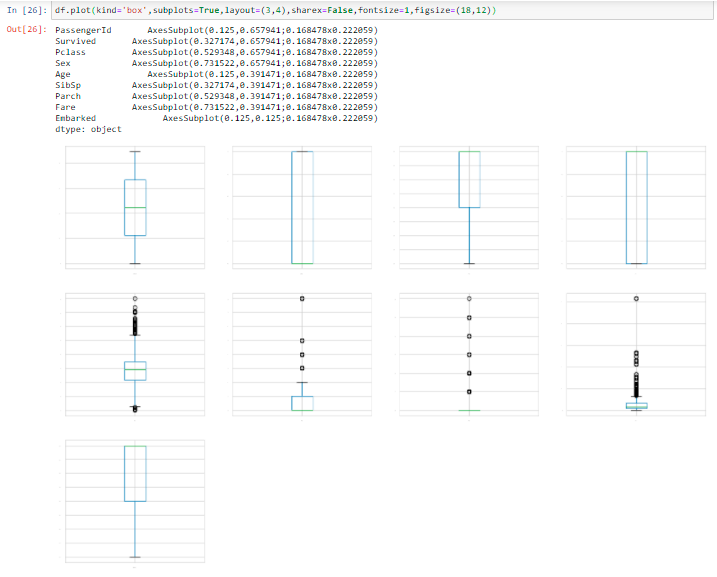 In [26]: df.plot(kind='box',subplots=True,layout=(3,4),sharex=False,fontsize=1,figsize=(18,12))
Out[26]: PassengerId AxesSubplot(0.125,0.657941;0.168478x0.222059)
Survived AxesSubplot(0.327174,0.657941;0.168478x0.222059)
Pclass AxesSubplot(0.529348,0.657941;0.168478x0.222059)
Sex AxesSubplot(0.731522,0.657941;0.168478x0.222059)
Age AxesSubplot(0.125,0.391471;0.168478x0.222059)
SibSp AxesSubplot(0.327174,0.391471;0.168478x0.222059)
Parch AxesSubplot(0.529348,0.391471;0.168478x0.222059)
Fare AxesSubplot(0.731522,0.391471;0.168478x0.222059)
Embarked AxesSubplot(0.125,0.125;0.168478x0.222059)
dtype: object